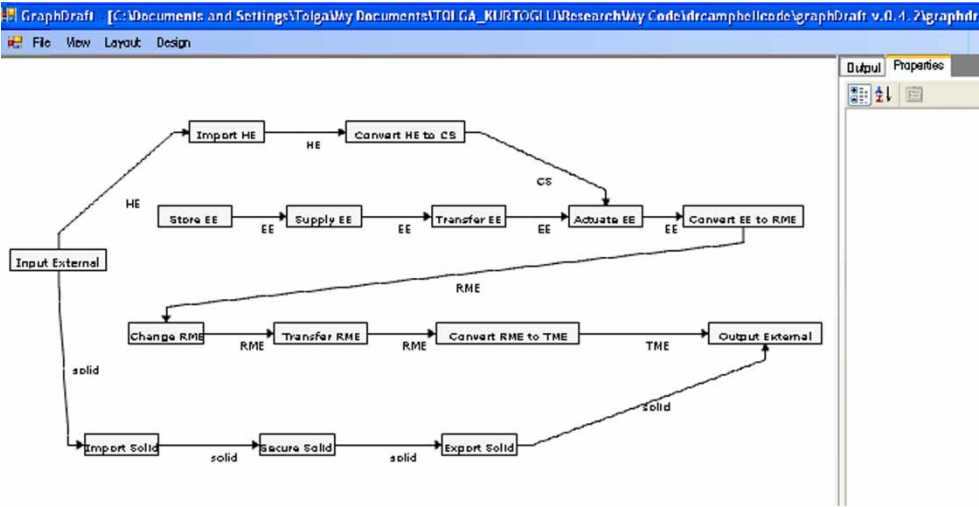 GraphDraft - [C:\Documents and Settings\Tolga\My Documents\TOLGA_KURTOGLU\Research\My Code\drcampbellcode\graphDraft v.0.4.2\graphdr
File View Layout Design
Output Properties
Import HE
HE
Convert HE to CS
CS
HE
Store EE
EE
Supply EE
EE
Transfer EE
EE
Actuate EE
EE
Convert EE to RME
Input External
RME
Change RME
RME
Transfer RME
RME
Convert RME to TME
TME
Output External
solid
solid
Import Solid
solid
Secure Solid
solid
Export Solid